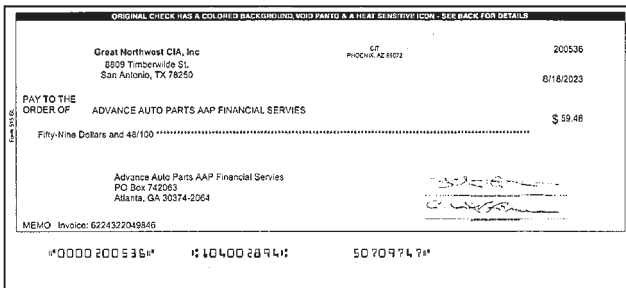 ORIGINAL CHECK HAS A COLORED BACKGROUND, VOID PANTO & A HEAT SENSITIVE ICON - SEE BACK FOR DETAILS
Great Northwest CIA, Inc
8809 Timberwilde St.
San Antonio, TX 78250
CIT
PHOENIX, AZ 85072
200536
8/18/2023
PAY TO THE
ORDER OF ADVANCE AUTO PARTS AAP FINANCIAL SERVIES
$ 59.48
Fifty-Nine Dollars and 48/100
Advance Auto Parts AAP Financial Servies
PO Box 742063
Atlanta, GA 30374-2064
MEMO Invoice: 6224322049846
⑈0000200536⑈ ⑆104002894⑆ 50709747⑈